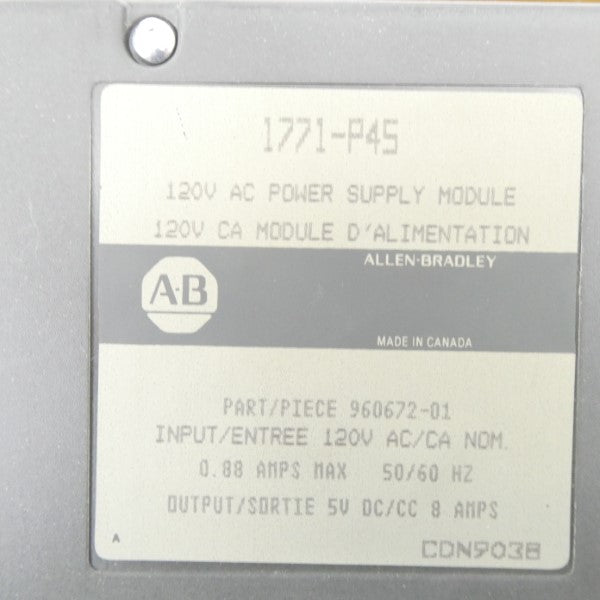 1771-P4S
120V AC POWER SUPPLY MODULE
120V CA MODULE D'ALIMENTATION
ALLEN-BRADLEY
A-B
MADE IN CANADA
PART/PIECE 960672-01
INPUT/ENTREE 120V AC/CA NOM.
0.88 AMPS MAX 50/60 HZ
OUTPUT/SORTIE 5V DC/CC 8 AMPS
A
CDN9038